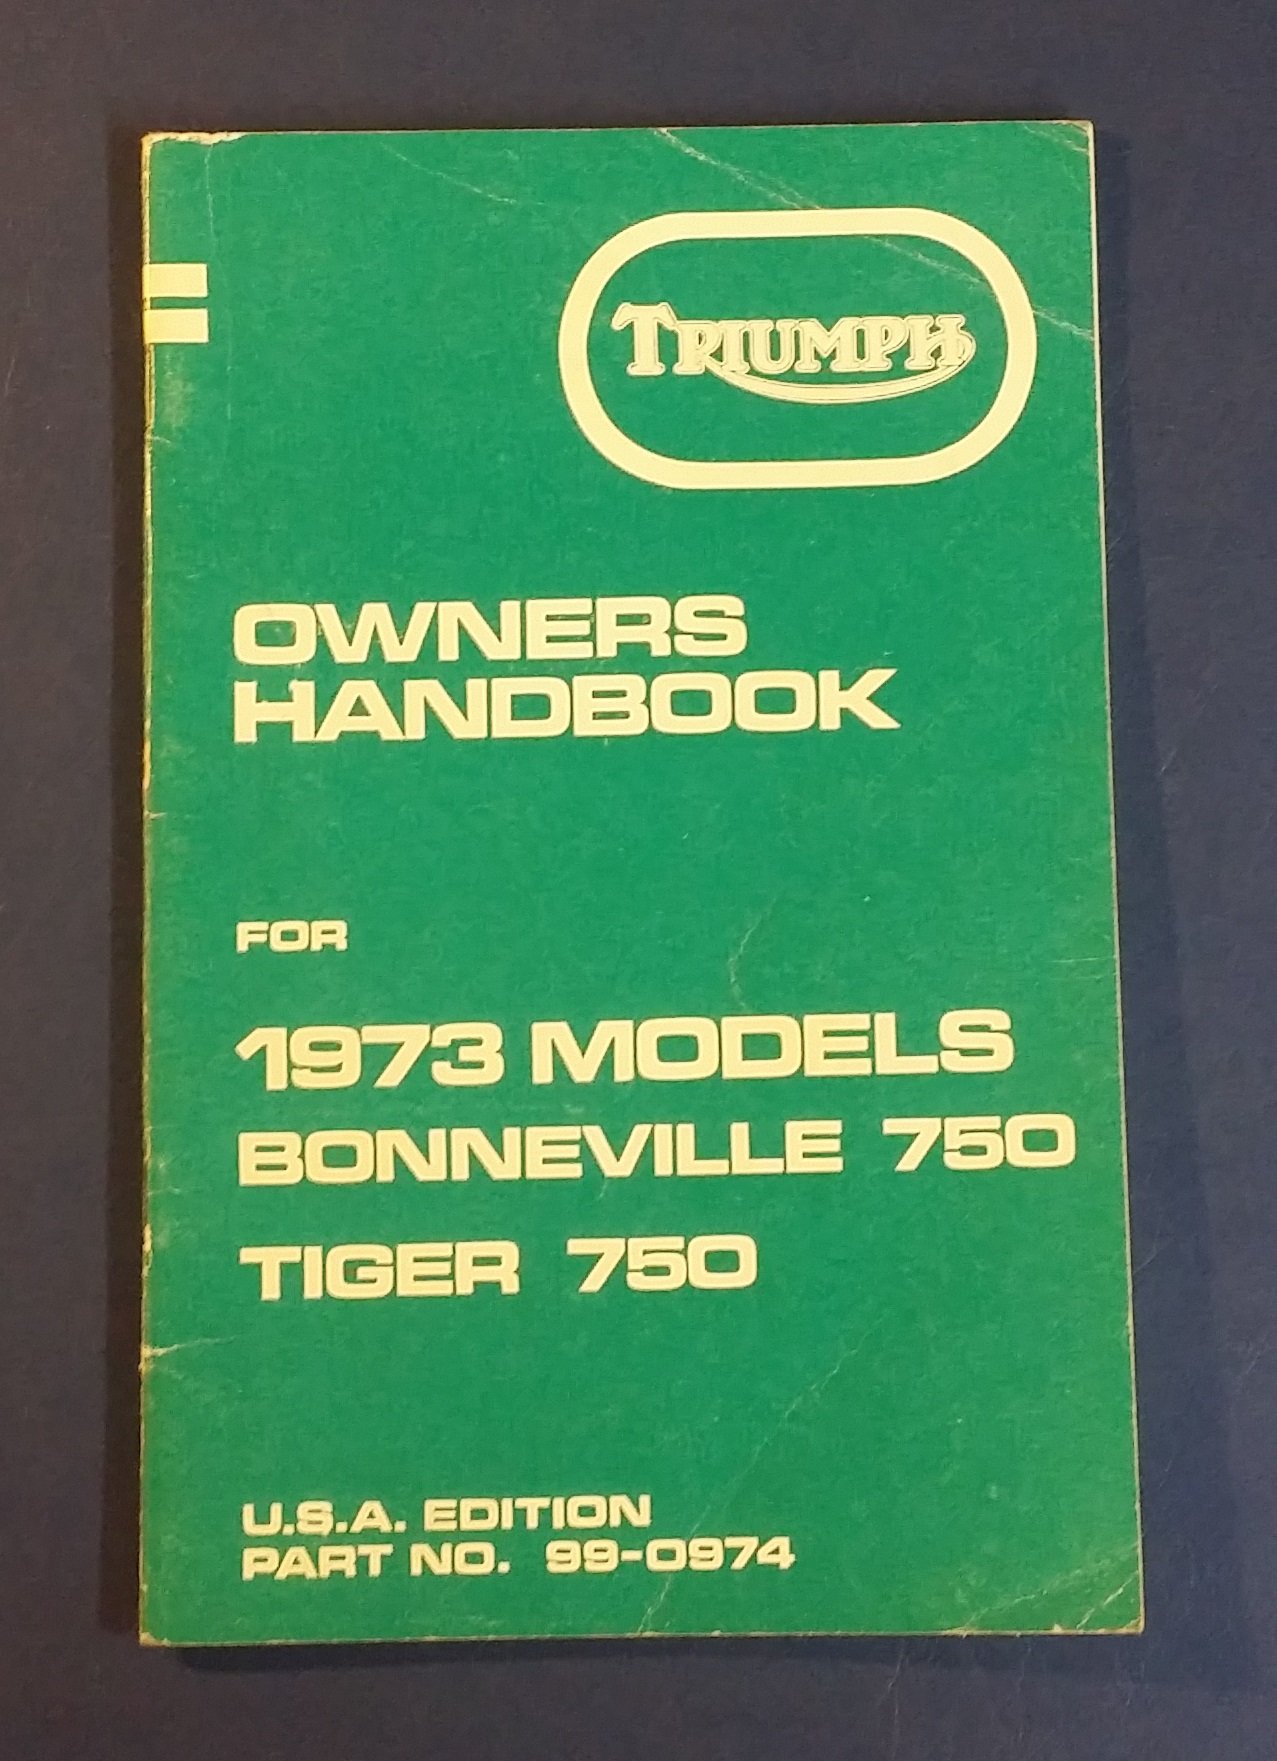 TRIUMPH
OWNERS
HANDBOOK
FOR
1973 MODELS
BONNEVILLE 750
TIGER 750
U.S.A. EDITION
PART NO. 99-0974